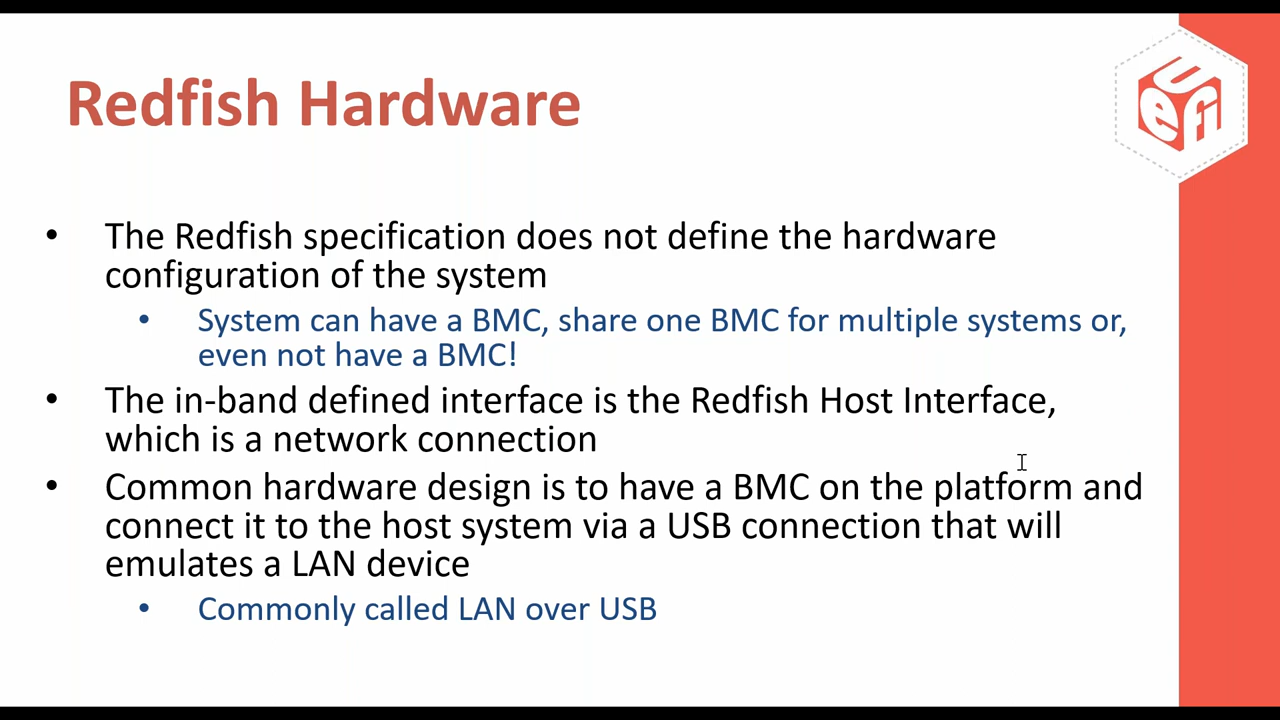 Redfish Hardware
UEFI
• The Redfish specification does not define the hardware
configuration of the system
• System can have a BMC, share one BMC for multiple systems or,
even not have a BMC!
• The in-band defined interface is the Redfish Host Interface,
which is a network connection
• Common hardware design is to have a BMC on the platform and
connect it to the host system via a USB connection that will
emulates a LAN device
• Commonly called LAN over USB